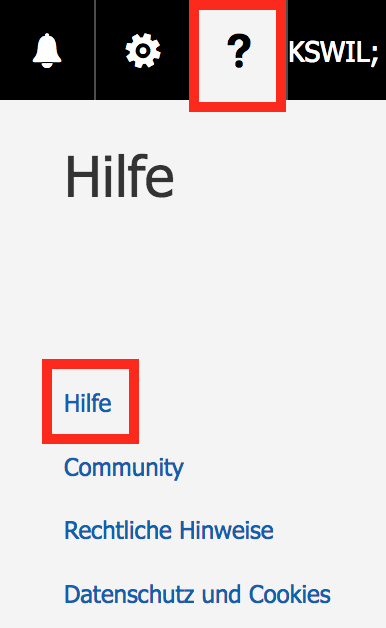 ? KSWIL;
Hilfe
Hilfe
Community
Rechtliche Hinweise
Datenschutz und Cookies